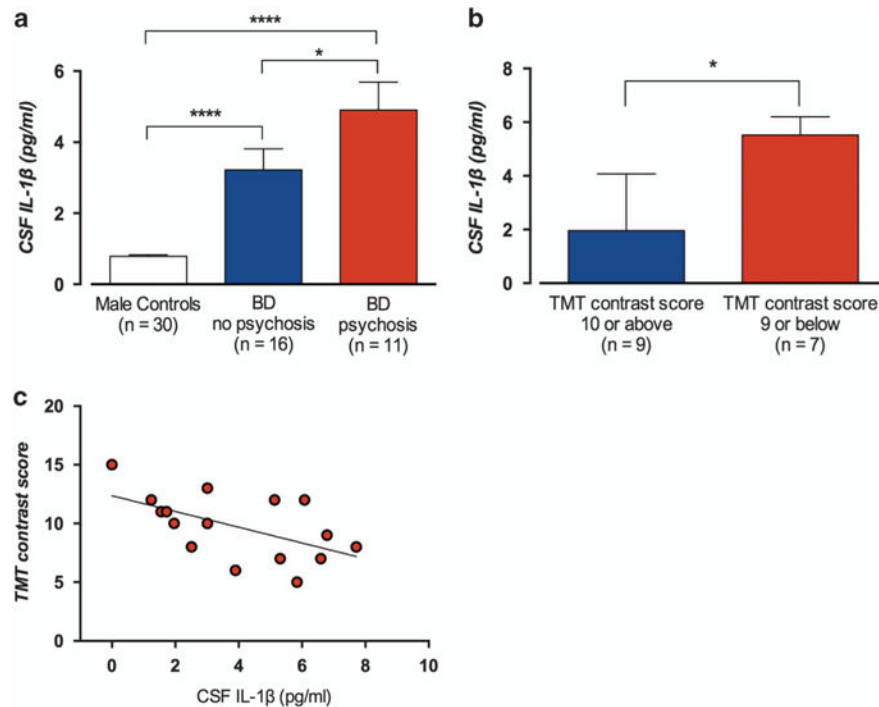 a
****
*
****
CSF IL-1β (pg/ml)
6
4
2
0
Male Controls
(n = 30)
BD
no psychosis
(n = 16)
BD
psychosis
(n = 11)
b
*
CSF IL-1β (pg/ml)
8
6
4
2
0
TMT contrast score
10 or above
(n = 9)
TMT contrast score
9 or below
(n = 7)
c
TMT contrast score
20
15
10
5
0
0 2 4 6 8 10
CSF IL-1β (pg/ml)